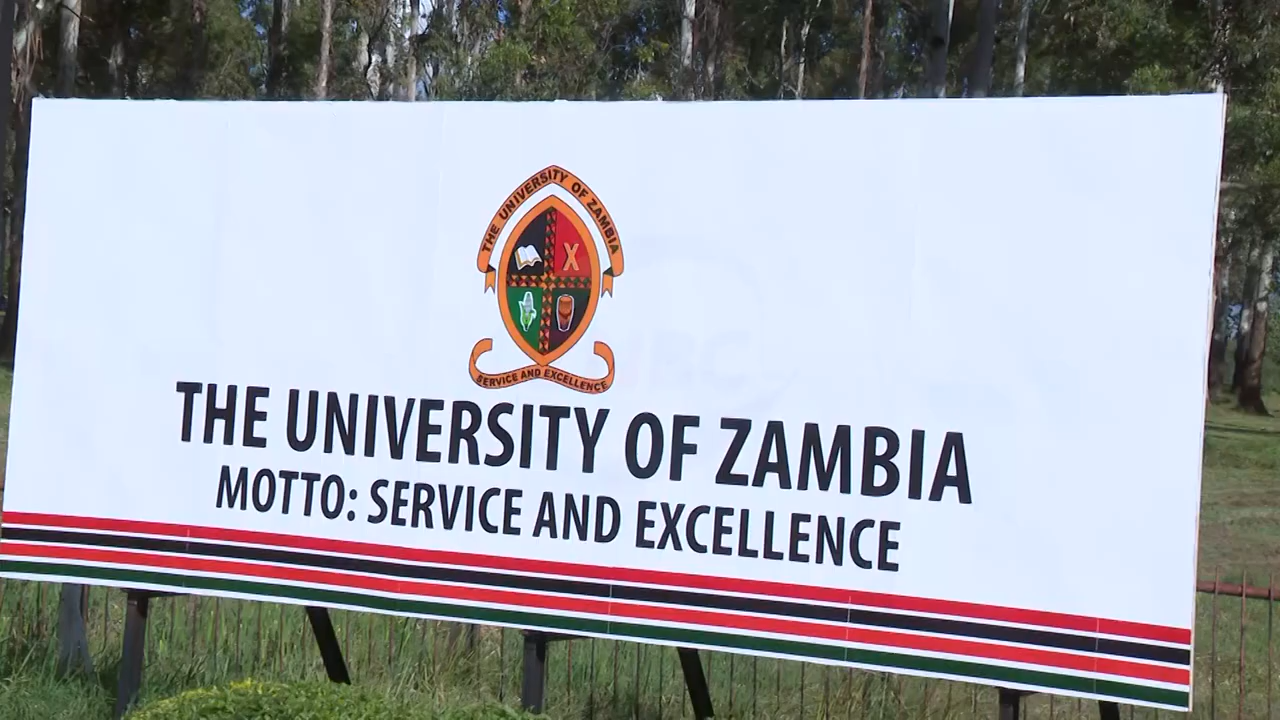 THE UNIVERSITY OF ZAMBIA
SERVICE AND EXCELLENCE
THE UNIVERSITY OF ZAMBIA
MOTTO: SERVICE AND EXCELLENCE